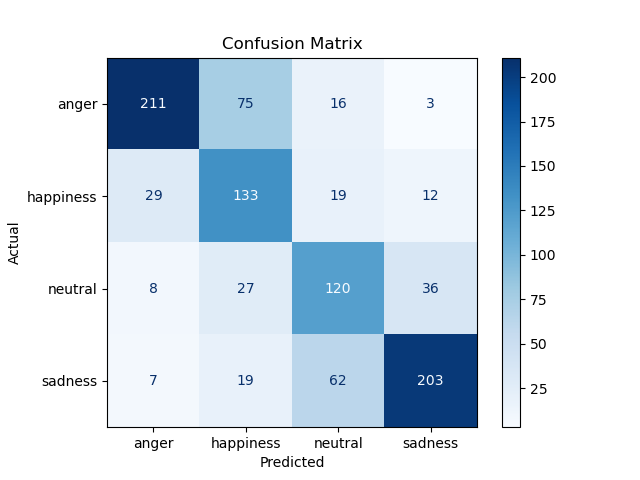 Confusion Matrix
anger 211 75 16 3
happiness 29 133 19 12
neutral 8 27 120 36
sadness 7 19 62 203
anger happiness neutral sadness
Predicted
Actual
200
175
150
125
100
75
50
25